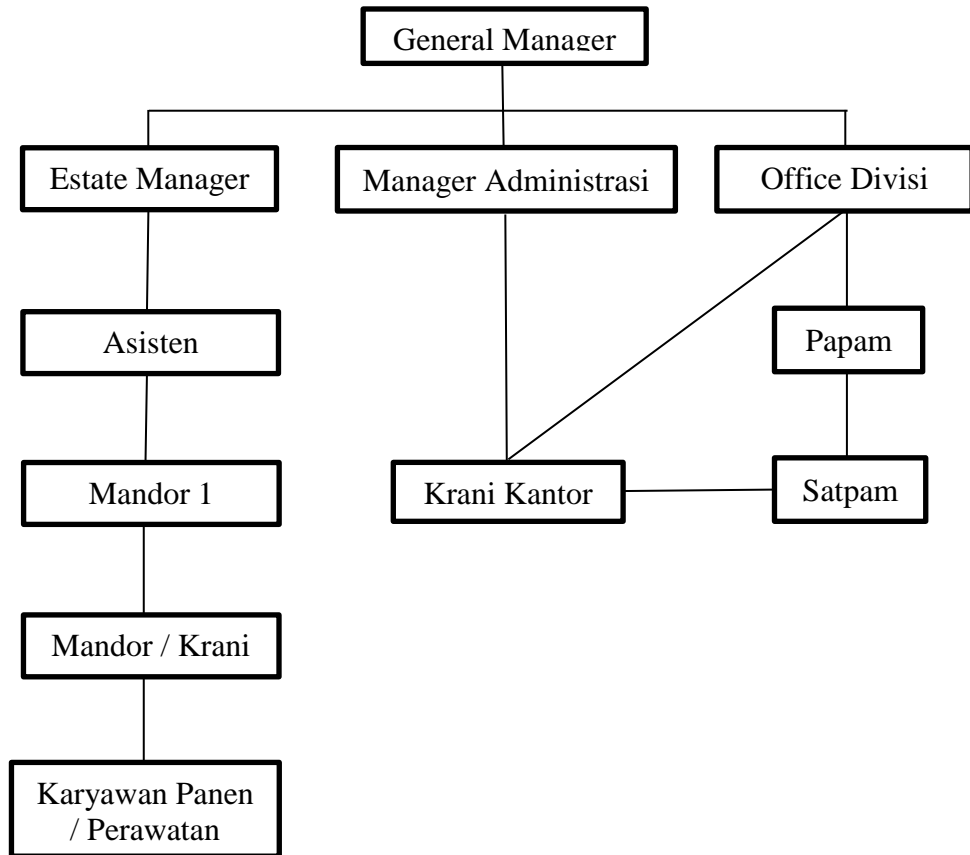 General Manager
Estate Manager
Manager Administrasi
Office Divisi
Asisten
Papam
Mandor 1
Krani Kantor
Satpam
Mandor / Krani
Karyawan Panen
/ Perawatan